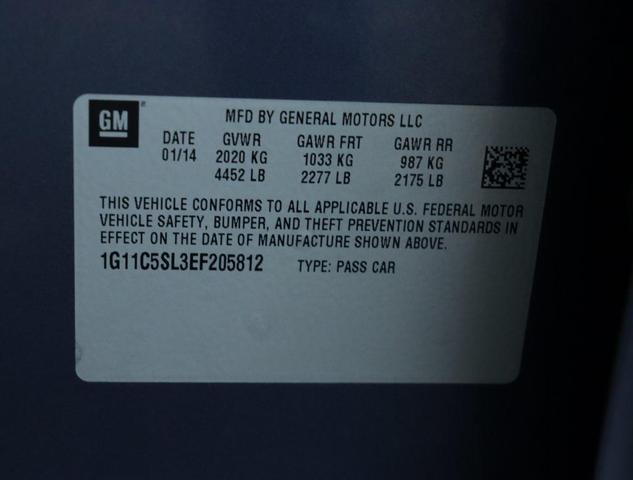 GM
MFD BY GENERAL MOTORS LLC
DATE GVWR GAWR FRT GAWR RR
01/14 2020 KG 1033 KG 987 KG
4452 LB 2277 LB 2175 LB
THIS VEHICLE CONFORMS TO ALL APPLICABLE U.S. FEDERAL MOTOR
VEHICLE SAFETY, BUMPER, AND THEFT PREVENTION STANDARDS IN
EFFECT ON THE DATE OF MANUFACTURE SHOWN ABOVE.
1G11C5SL3EF205812 TYPE: PASS CAR